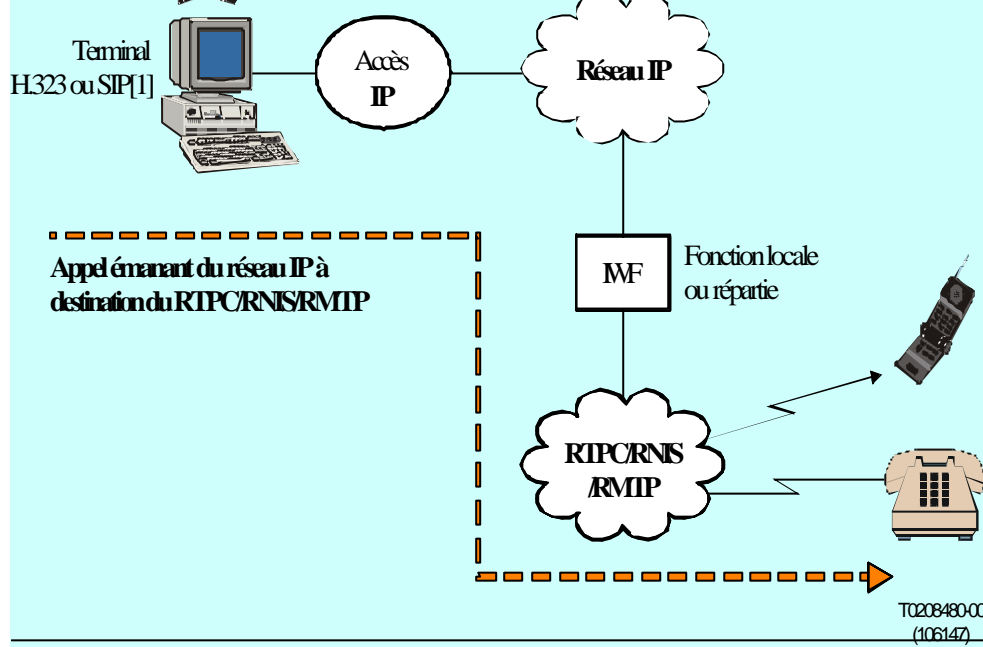 Terminal
H.323 ou SIP[1]
Accès
IP
Réseau IP
Appel émanant du réseau IP à
destination du RTPC/RNIS/RMTP
IWF
Fonction locale
ou répartie
RTPC/RNIS
/RMTP
T0208480-00
(106147)